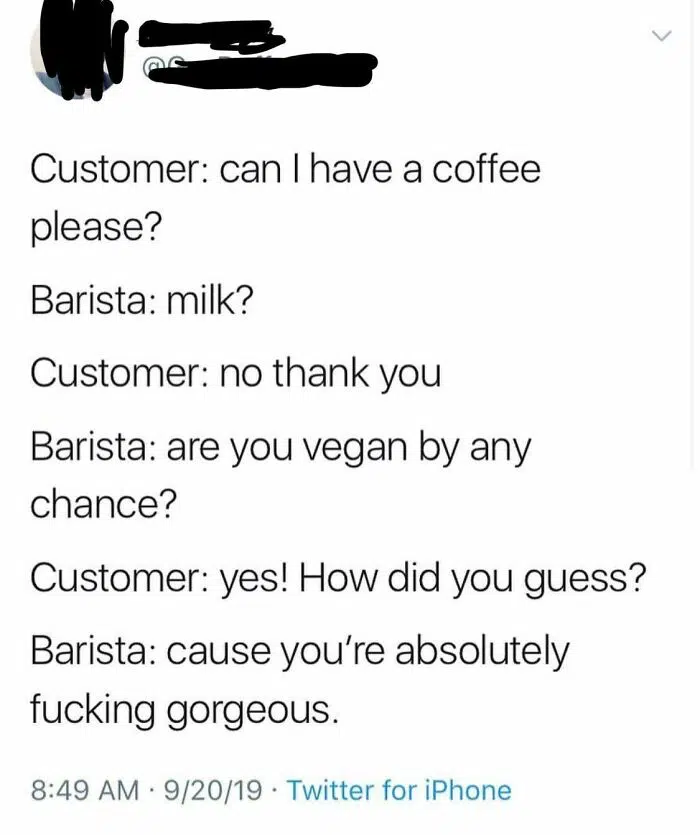 Customer: can I have a coffee
please?
Barista: milk?
Customer: no thank you
Barista: are you vegan by any
chance?
Customer: yes! How did you guess?
Barista: cause you're absolutely
fucking gorgeous.
8:49 AM · 9/20/19 · Twitter for iPhone